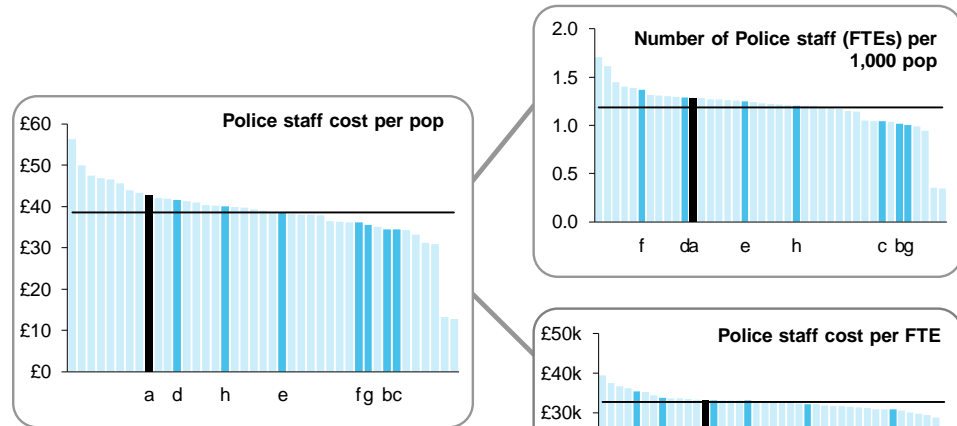 Police staff cost per pop
£60
£50
£40
£30
£20
£10
£0
a d h e f g b c
Number of Police staff (FTEs) per
1,000 pop
2.0
1.5
1.0
0.5
0.0
f d a e h c b g
Police staff cost per FTE
£50k
£40k
£30k